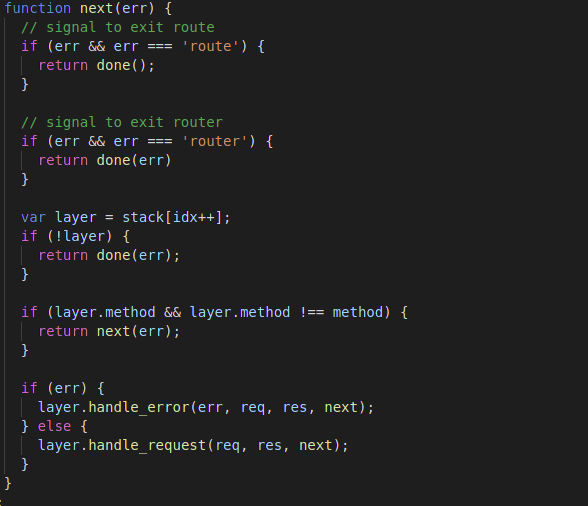 function next(err) {
  // signal to exit route
  if (err && err === 'route') {
    return done();
  }

  // signal to exit router
  if (err && err === 'router') {
    return done(err)
  }

  var layer = stack[idx++];
  if (!layer) {
    return done(err);
  }

  if (layer.method && layer.method !== method) {
    return next(err);
  }

  if (err) {
    layer.handle_error(err, req, res, next);
  } else {
    layer.handle_request(req, res, next);
  }
}